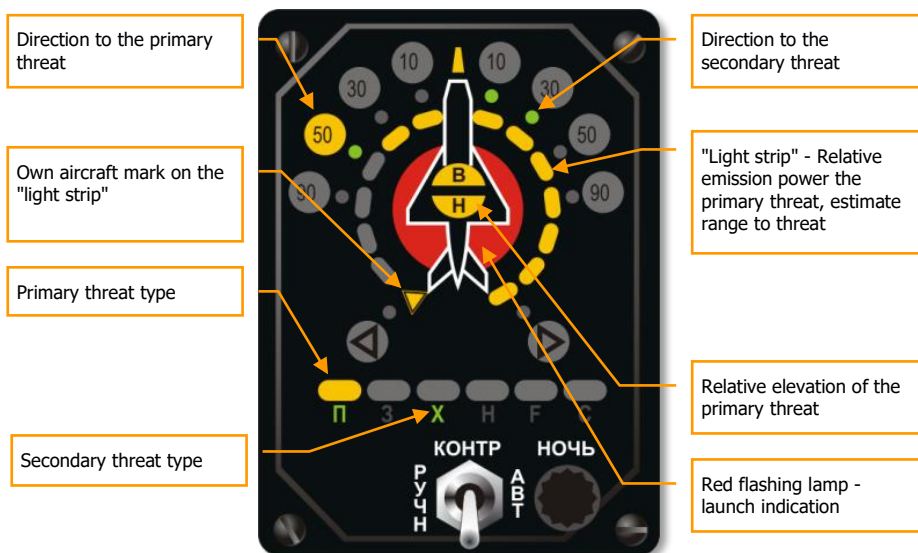 Direction to the primary
threat
Direction to the
secondary threat
10 10
30 30
50 50
90 90
Own aircraft mark on the
"light strip"
"Light strip" - Relative
emission power the
primary threat, estimate
range to threat
В
Н
Primary threat type
Relative elevation of the
primary threat
П З Х Н F С
Secondary threat type
КОНТР НОЧЬ
РУЧН
АВТ
Red flashing lamp -
launch indication